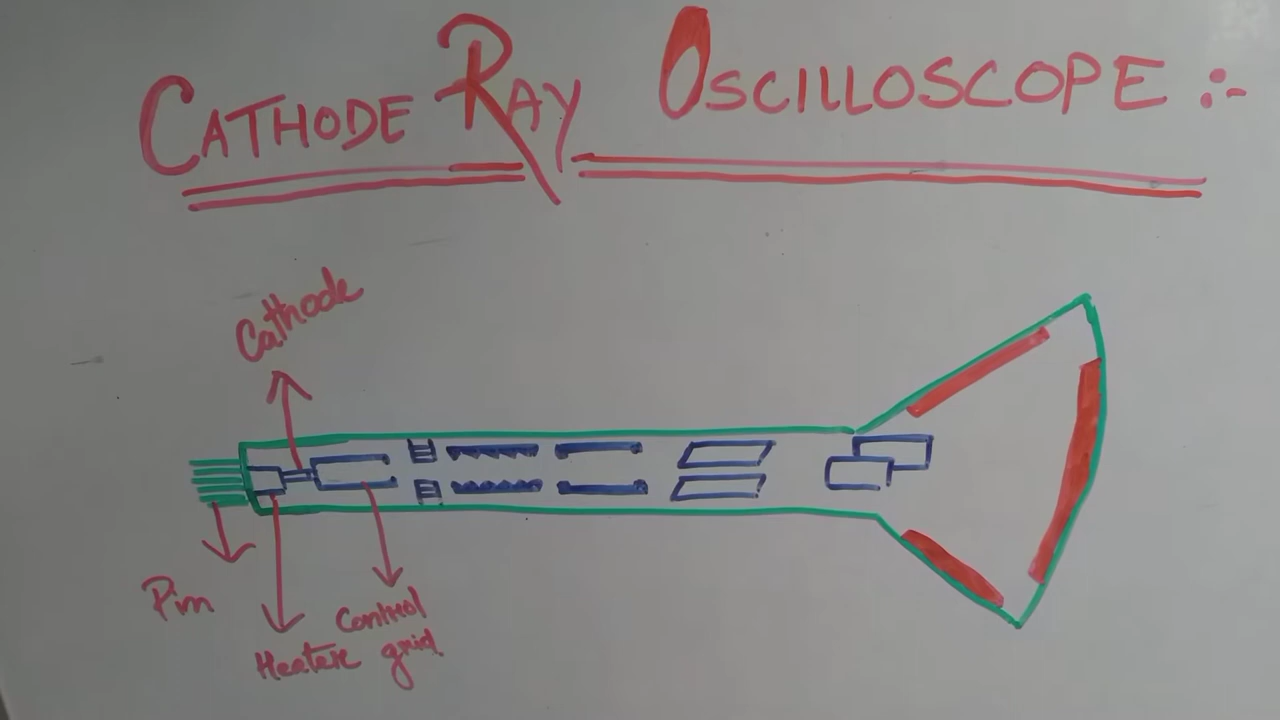 CATHODE RAY OSCILLOSCOPE :-
Cathode
Pin
Heater
Control
grid